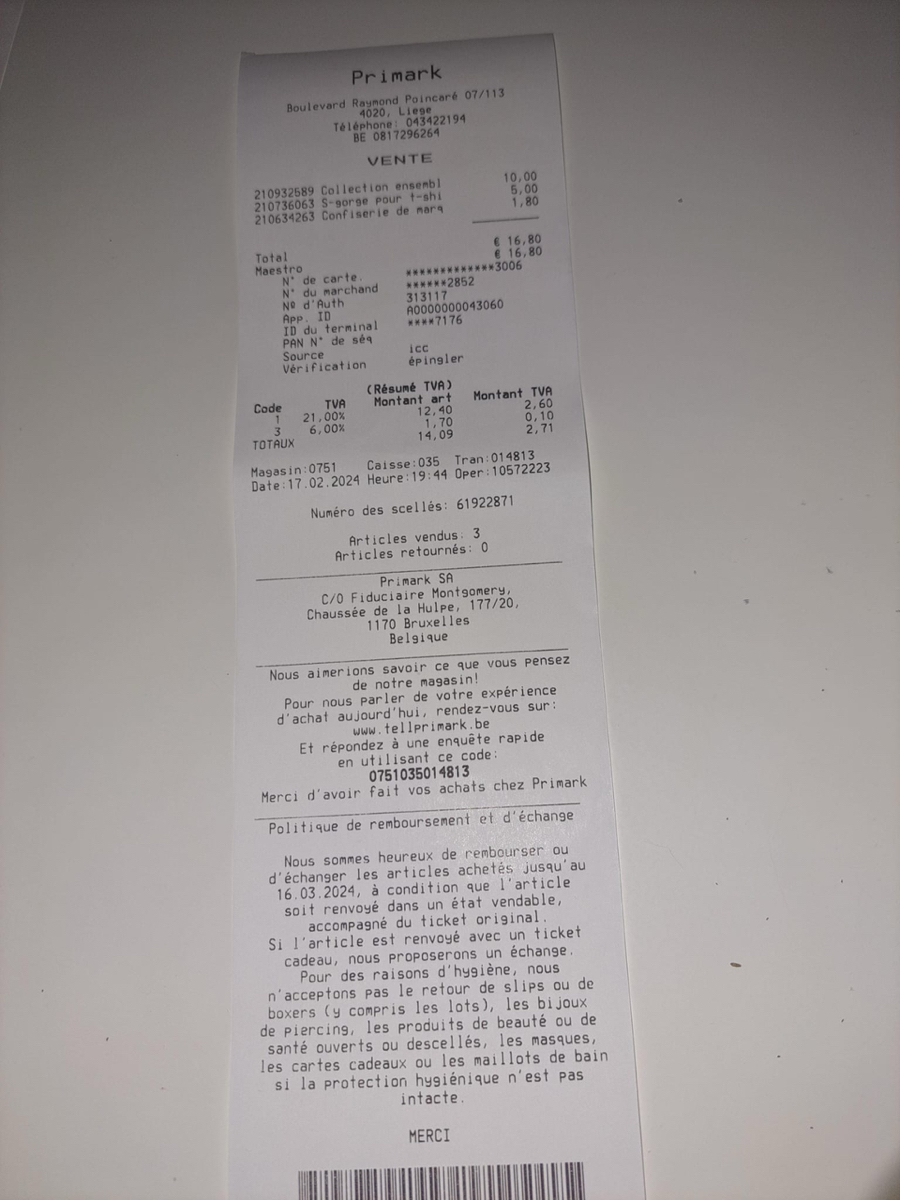 Primark
Boulevard Raymond Poincaré 07/113
4020, Liege
Téléphone: 043422194
BE 0817296264
VENTE
210932589 Collection ensembl 10,00
210736063 S-gorge pour t-shi 5,00
210634263 Confiserie de marq 1,80
Total € 16,80
Maestro € 16,80
N° de carte. *************3006
N° du marchand ******2852
Nº d'Auth 313117
App. ID A0000000043060
ID du terminal ****7176
PAN N° de séq
Source icc
Vérification épingler
(Résumé TVA)
Code TVA Montant art Montant TVA
1 21,00% 12,40 2,60
3 6,00% 1,70 0,10
TOTAUX 14,09 2,71
Magasin:0751 Caisse:035 Tran:014813
Date:17.02.2024 Heure:19:44 Oper:10572223
Numéro des scellés: 61922871
Articles vendus: 3
Articles retournés: 0
Primark SA
C/O Fiduciaire Montgomery,
Chaussée de la Hulpe, 177/20,
1170 Bruxelles
Belgique
Nous aimerions savoir ce que vous pensez
de notre magasin!
Pour nous parler de votre expérience
d'achat aujourd'hui, rendez-vous sur:
www.tellprimark.be
Et répondez à une enquête rapide
en utilisant ce code:
0751035014813
Merci d'avoir fait vos achats chez Primark
Politique de remboursement et d'échange
Nous sommes heureux de rembourser ou
d'échanger les articles achetés jusqu'au
16.03.2024, à condition que l'article
soit renvoyé dans un état vendable,
accompagné du ticket original.
Si l'article est renvoyé avec un ticket
cadeau, nous proposerons un échange.
Pour des raisons d'hygiène, nous
n'acceptons pas le retour de slips ou de
boxers (y compris les lots), les bijoux
de piercing, les produits de beauté ou de
santé ouverts ou descellés, les masques,
les cartes cadeaux ou les maillots de bain
si la protection hygiénique n'est pas
intacte.
MERCI